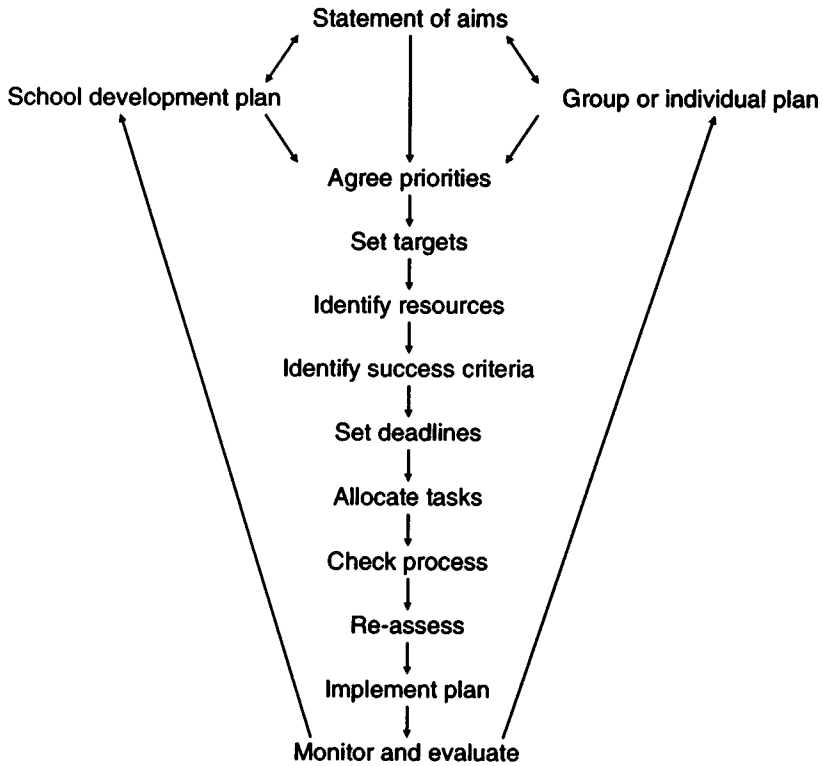 Statement of aims
School development plan
Group or individual plan
Agree priorities
Set targets
Identify resources
Identify success criteria
Set deadlines
Allocate tasks
Check process
Re-assess
Implement plan
Monitor and evaluate